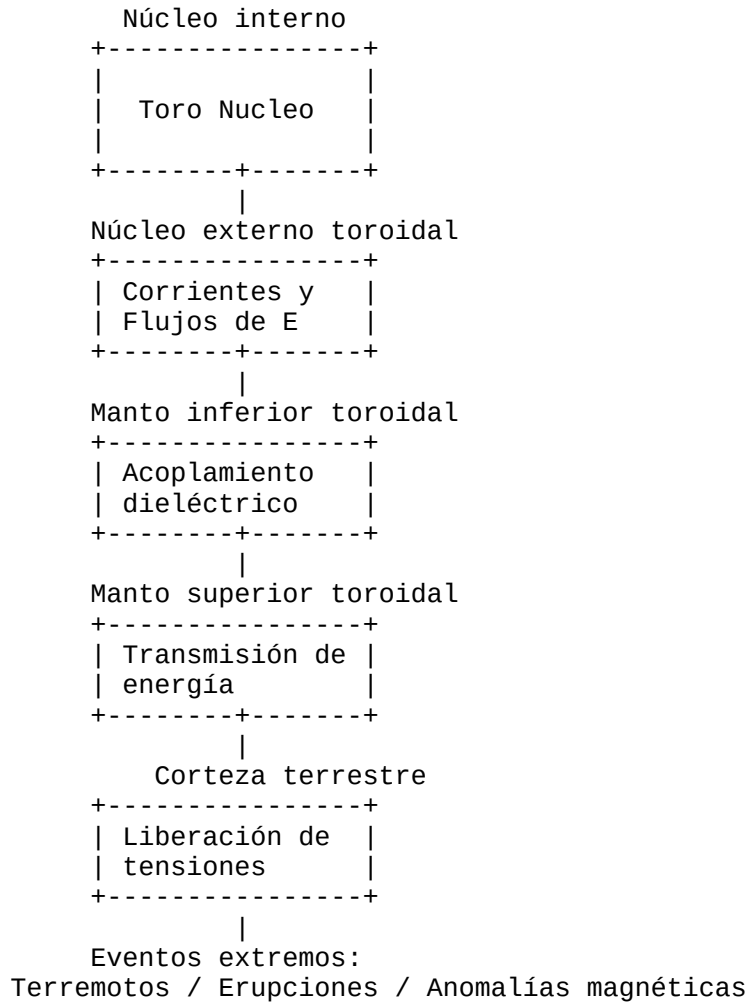 Núcleo interno
Toro Nucleo
Núcleo externo toroidal
Corrientes y
Flujos de E
Manto inferior toroidal
Acoplamiento
dieléctrico
Manto superior toroidal
Transmisión de
energía
Corteza terrestre
Liberación de
tensiones
Eventos extremos:
Terremotos / Erupciones / Anomalías magnéticas